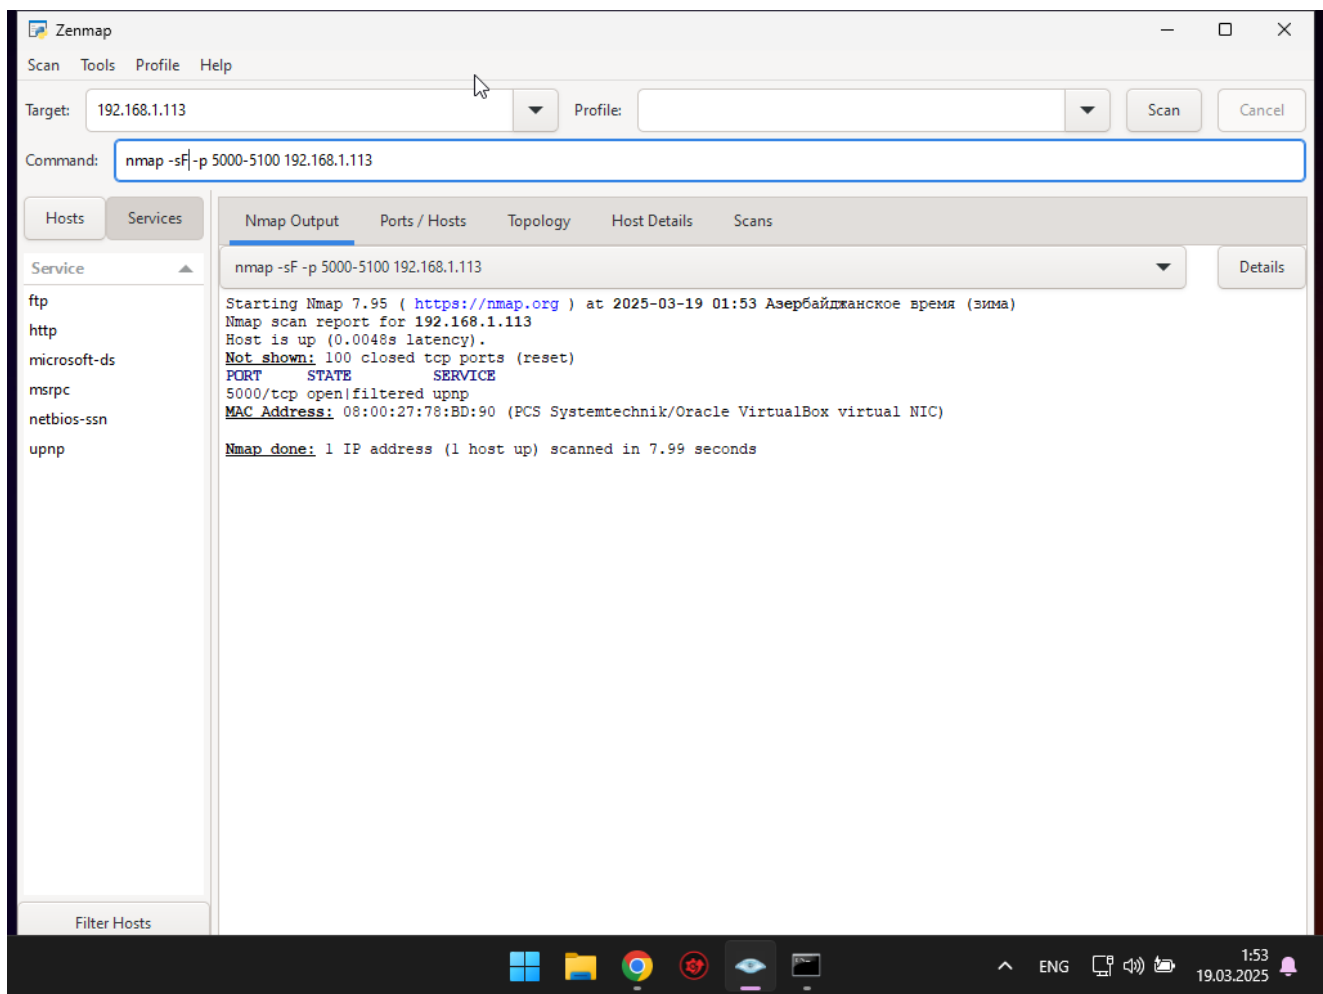 Zenmap
Scan Tools Profile Help
Target: 192.168.1.113 Profile: Scan Cancel
Command: nmap -sF -p 5000-5100 192.168.1.113
Hosts Services
Nmap Output Ports / Hosts Topology Host Details Scans
Service
nmap -sF -p 5000-5100 192.168.1.113 Details
ftp
http
microsoft-ds
msrpc
netbios-ssn
upnp
Starting Nmap 7.95 ( https://nmap.org ) at 2025-03-19 01:53 Азербайджанское время (зима)
Nmap scan report for 192.168.1.113
Host is up (0.0048s latency).
Not shown: 100 closed tcp ports (reset)
PORT STATE SERVICE
5000/tcp open|filtered upnp
MAC Address: 08:00:27:78:BD:90 (PCS Systemtechnik/Oracle VirtualBox virtual NIC)
Nmap done: 1 IP address (1 host up) scanned in 7.99 seconds
Filter Hosts
ENG
1:53
19.03.2025